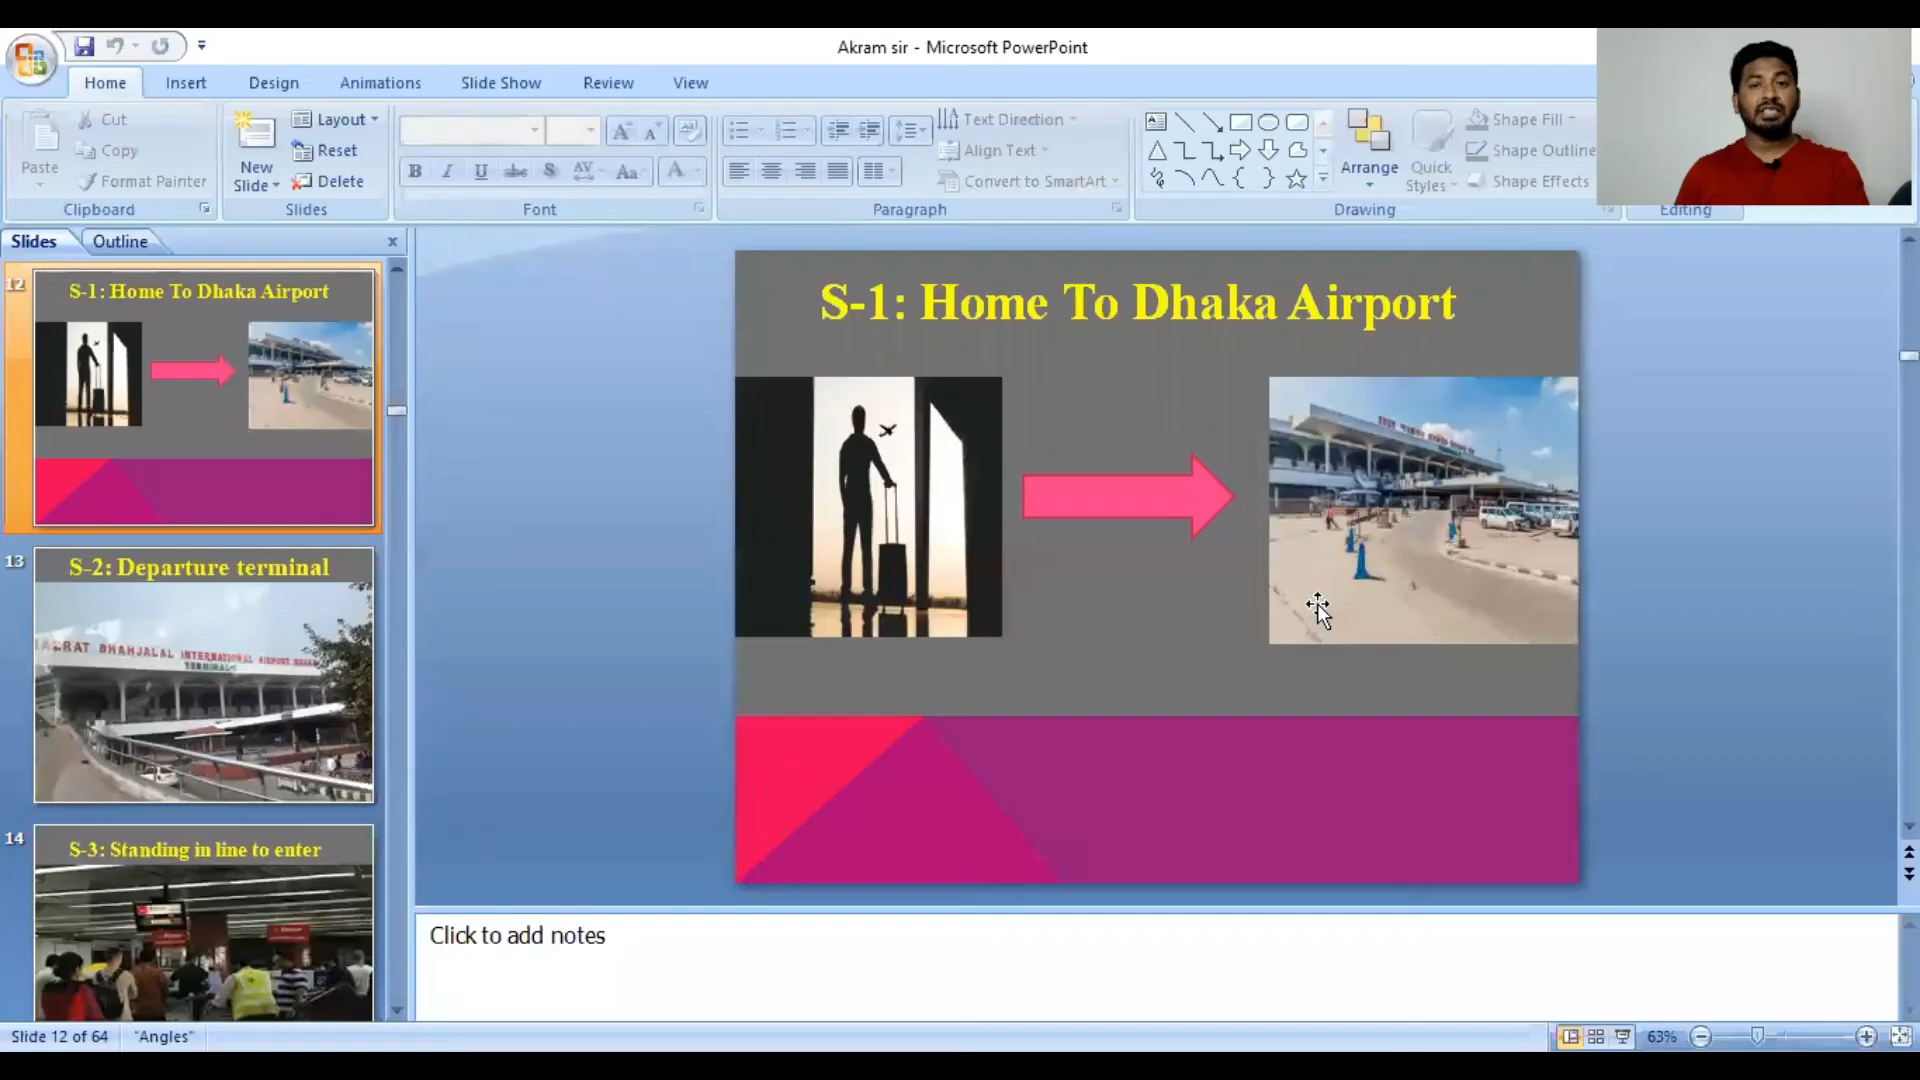 Akram sir - Microsoft PowerPoint
Home Insert Design Animations Slide Show Review View
Paste
Cut
Copy
Format Painter
Clipboard
New Slide
Layout
Reset
Delete
Slides
Font
Text Direction
Align Text
Convert to SmartArt
Paragraph
Arrange
Quick Styles
Shape Fill
Shape Outline
Shape Effects
Drawing
Editing
Slides Outline
12
S-1: Home To Dhaka Airport
13
S-2: Departure terminal
14
S-3: Standing in line to enter
S-1: Home To Dhaka Airport
Click to add notes
Slide 12 of 64
"Angles"
63%